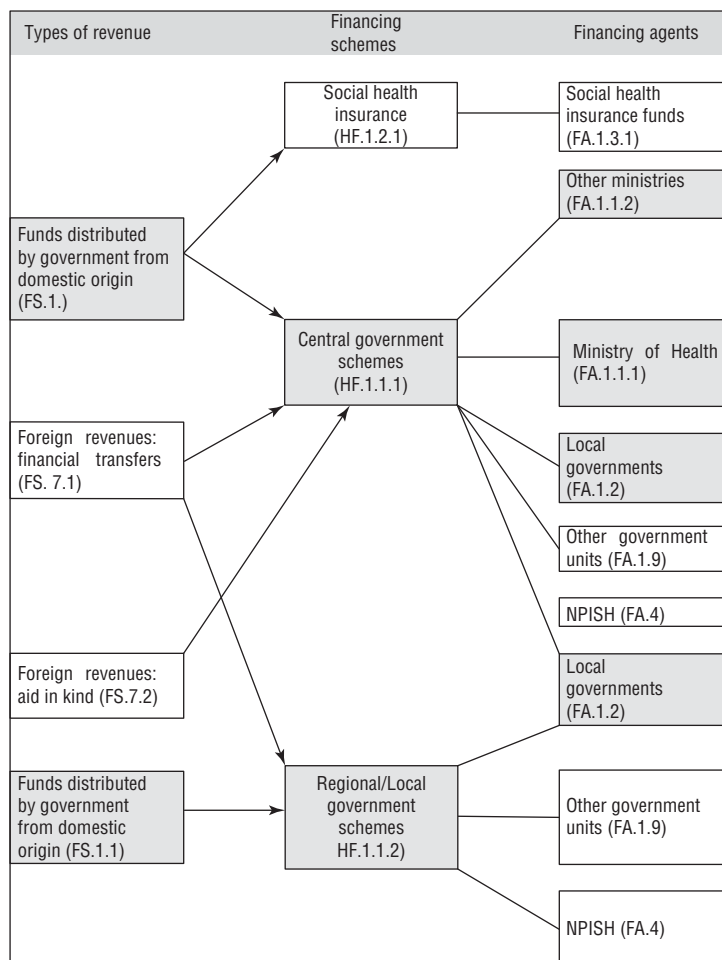 Types of revenue
Financing
schemes
Financing agents
Social health
insurance
(HF.1.2.1)
Social health
insurance funds
(FA.1.3.1)
Other ministries
(FA.1.1.2)
Funds distributed
by government from
domestic origin
(FS.1.)
Central government
schemes
(HF.1.1.1)
Ministry of Health
(FA.1.1.1)
Foreign revenues:
financial transfers
(FS. 7.1)
Local
governments
(FA.1.2)
Other government
units (FA.1.9)
NPISH (FA.4)
Foreign revenues:
aid in kind (FS.7.2)
Local
governments
(FA.1.2)
Funds distributed
by government
from domestic
origin (FS.1.1)
Regional/Local
government
schemes
HF.1.1.2)
Other government
units (FA.1.9)
NPISH (FA.4)